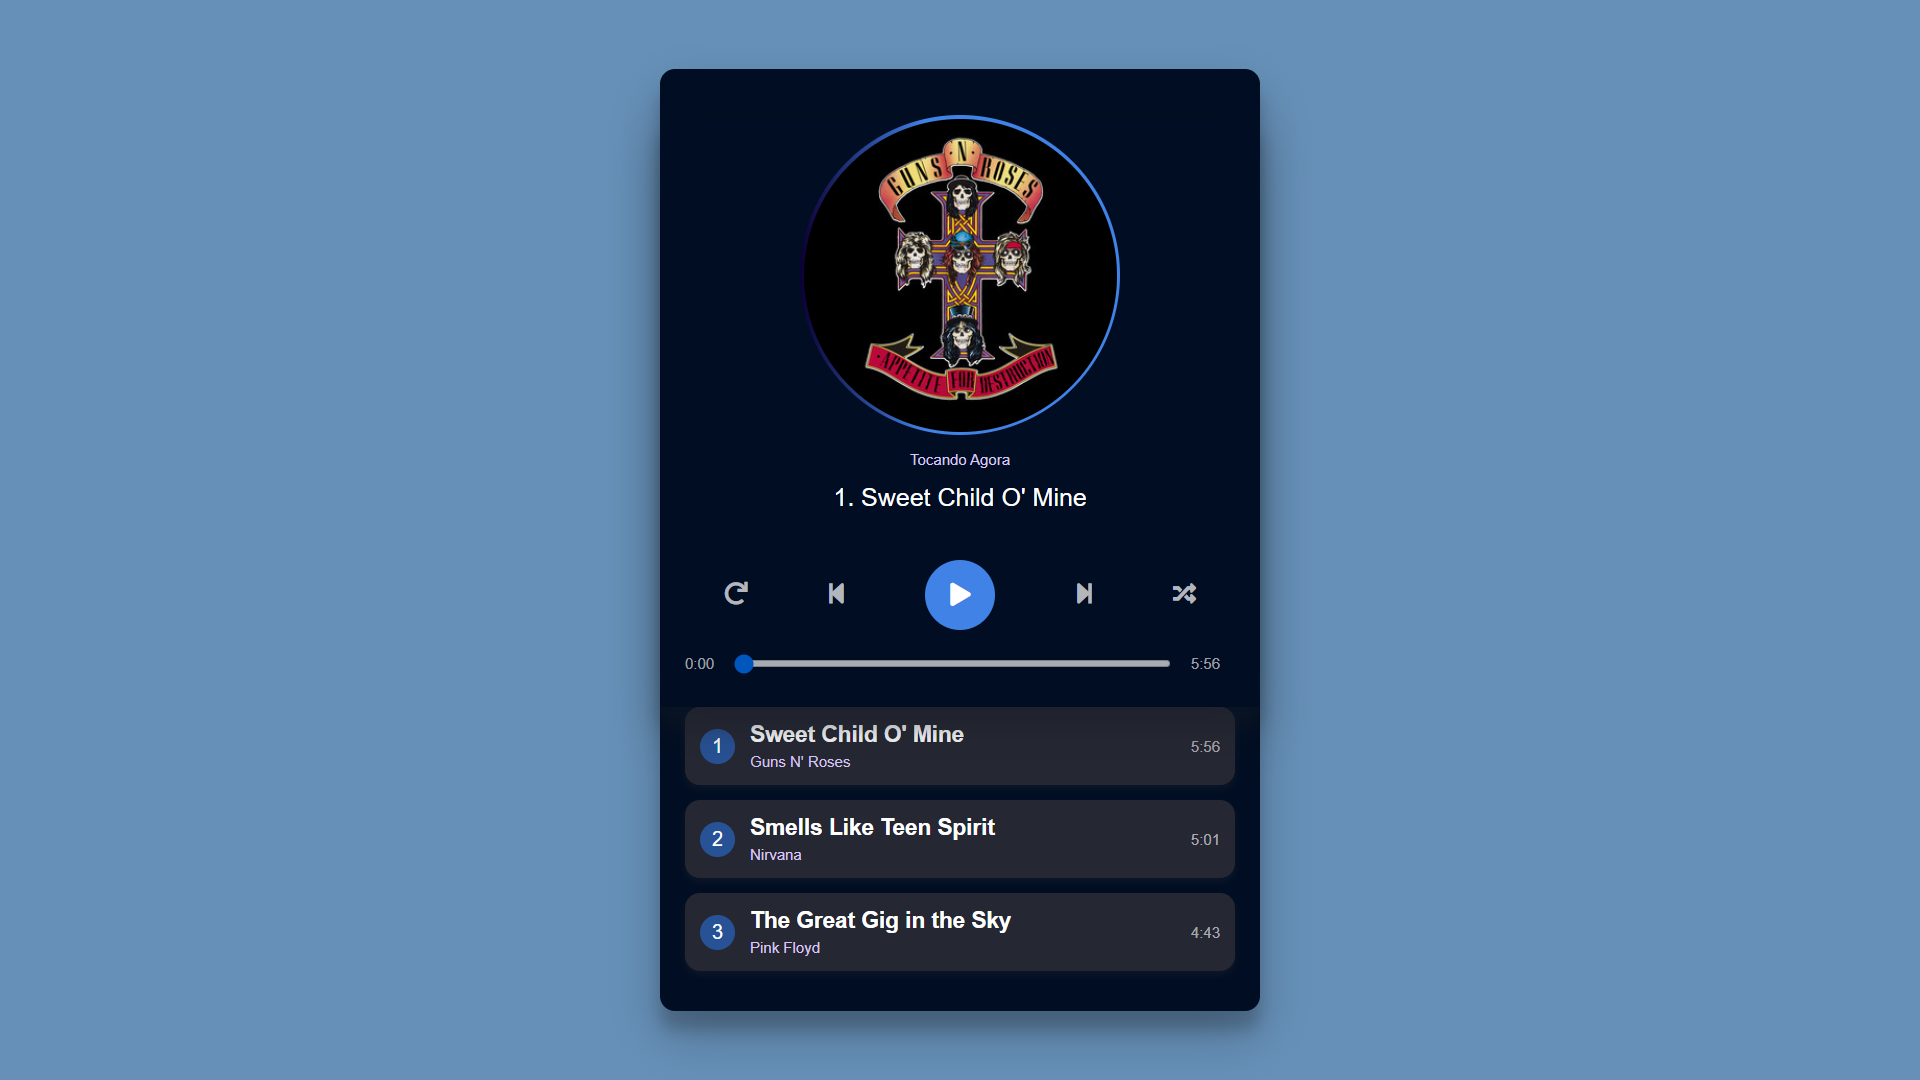 GUNS N ROSES
APPETITE FOR DESTRUCTION
Tocando Agora
1. Sweet Child O' Mine
0:00 5:56
1 Sweet Child O' Mine 5:56
Guns N' Roses
2 Smells Like Teen Spirit 5:01
Nirvana
3 The Great Gig in the Sky 4:43
Pink Floyd